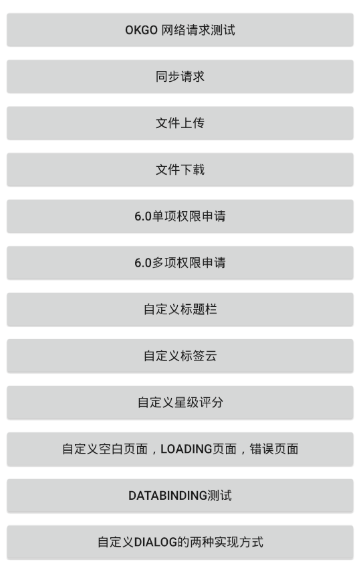 OKGO 网络请求测试
同步请求
文件上传
文件下载
6.0单项权限申请
6.0多项权限申请
自定义标题栏
自定义标签云
自定义星级评分
自定义空白页面，LOADING页面，错误页面
DATABINDING测试
自定义DIALOG的两种实现方式